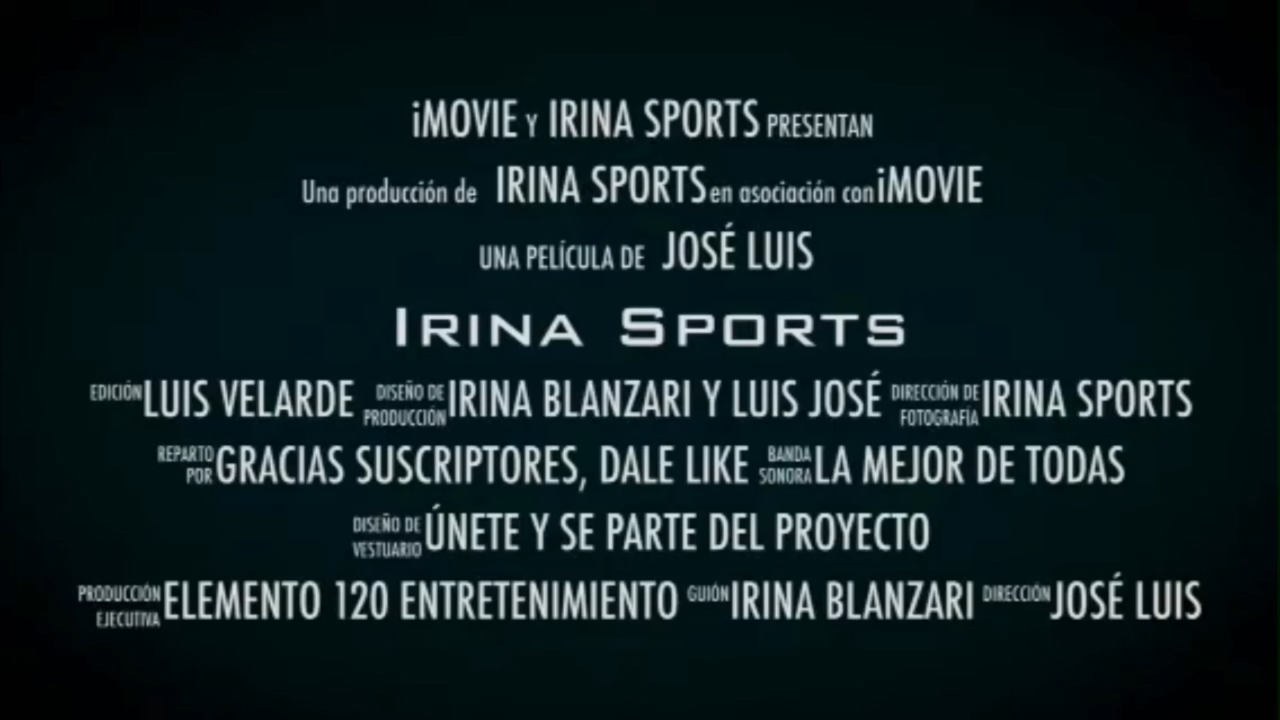 iMOVIE Y IRINA SPORTS PRESENTAN
Una producción de IRINA SPORTS en asociación con iMOVIE
UNA PELÍCULA DE JOSÉ LUIS
IRINA SPORTS
EDICIÓN LUIS VELARDE DISEÑO DE PRODUCCIÓN IRINA BLANZARI Y LUIS JOSÉ DIRECCIÓN DE FOTOGRAFÍA IRINA SPORTS
REPARTO POR GRACIAS SUSCRIPTORES, DALE LIKE BANDA SONORA LA MEJOR DE TODAS
DISEÑO DE VESTUARIO ÚNETE Y SE PARTE DEL PROYECTO
PRODUCCIÓN EJECUTIVA ELEMENTO 120 ENTRETENIMIENTO GUIÓN IRINA BLANZARI DIRECCIÓN JOSÉ LUIS